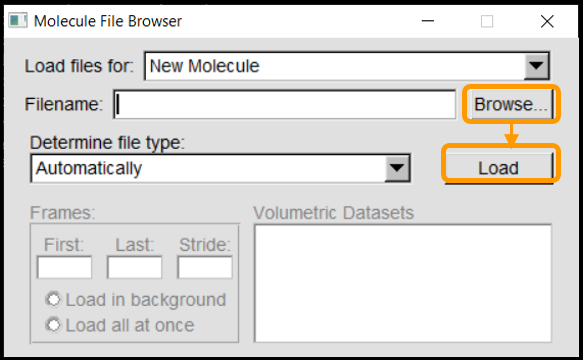 Molecule File Browser
Load files for: New Molecule
Filename: Browse...
Determine file type:
Automatically Load
Frames: Volumetric Datasets
First: Last: Stride:
Load in background
Load all at once